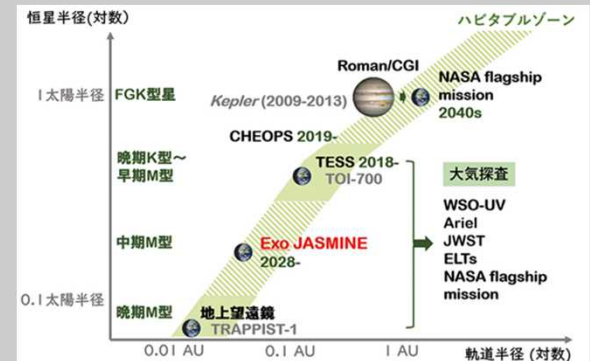 恒星半径(対数)
ハビタブルゾーン
Roman/CGI
1太陽半径
FGK型星
Kepler (2009-2013)
NASA flagship
mission
2040s
CHEOPS 2019-
晩期K型～
早期M型
TESS 2018-
TOI-700
大気探査
WSO-UV
Ariel
JWST
ELTs
NASA flagship
mission
中期M型
Exo JASMINE
2028-
0.1太陽半径
晩期M型
地上望遠鏡
TRAPPIST-1
0.01 AU
0.1 AU
1 AU
軌道半径 (対数)